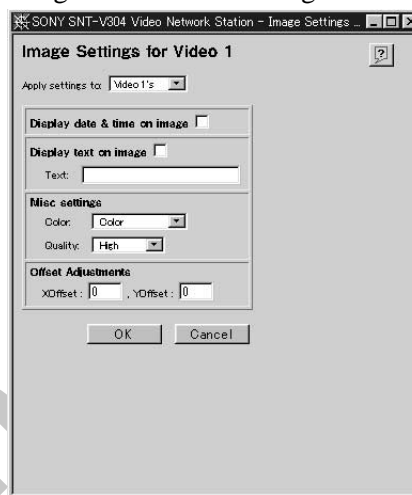 SONY SNT-V304 Video Network Station - Image Settings ...
Image Settings for Video 1
?
Apply settings to: Video 1's
Display date & time on image
Display text on image
Text:
Misc settings
Color: Color
Quality: High
Offset Adjustments
XOffset: 0 , YOffset: 0
OK Cancel